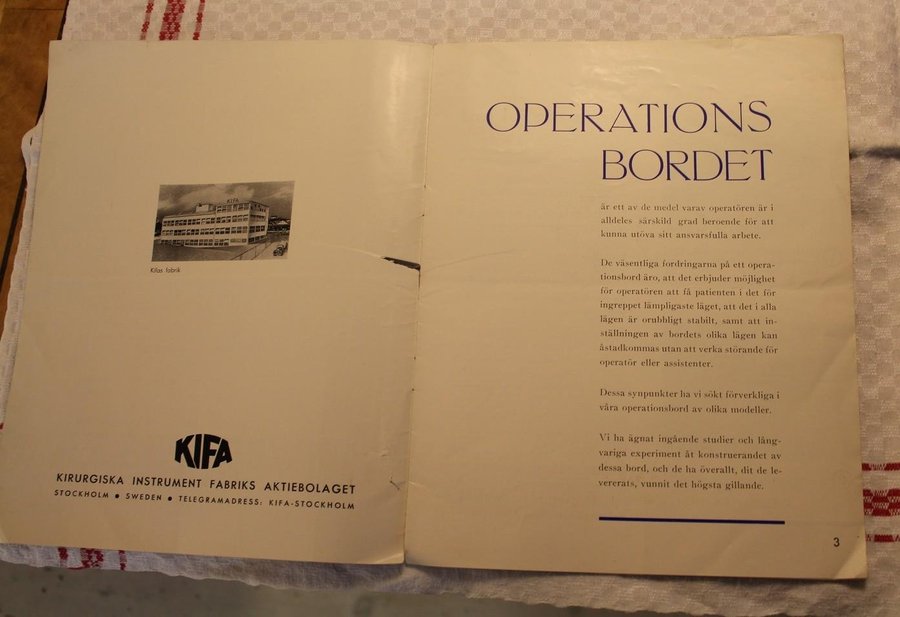 KIFA
Kifas fabrik
KIFA
KIRURGISKA INSTRUMENT FABRIKS AKTIEBOLAGET
STOCKHOLM ● SWEDEN ● TELEGRAMADRESS: KIFA-STOCKHOLM
OPERATIONS
BORDET
är ett av de medel varav operatören är i
alldeles särskild grad beroende för att
kunna utöva sitt ansvarsfulla arbete.
De väsentliga fordringarna på ett opera-
tionsbord äro, att det erbjuder möjlighet
för operatören att få patienten i det för
ingreppet lämpligaste läget, att det i alla
lägen är orubbligt stabilt, samt att in-
ställningen av bordets olika lägen kan
åstadkommas utan att verka störande för
operatör eller assistenter.
Dessa synpunkter ha vi sökt förverkliga i
våra operationsbord av olika modeller.
Vi ha ägnat ingående studier och lång-
variga experiment åt konstruerandet av
dessa bord, och de ha överallt, dit de le-
vererats, vunnit det högsta gillande.
3